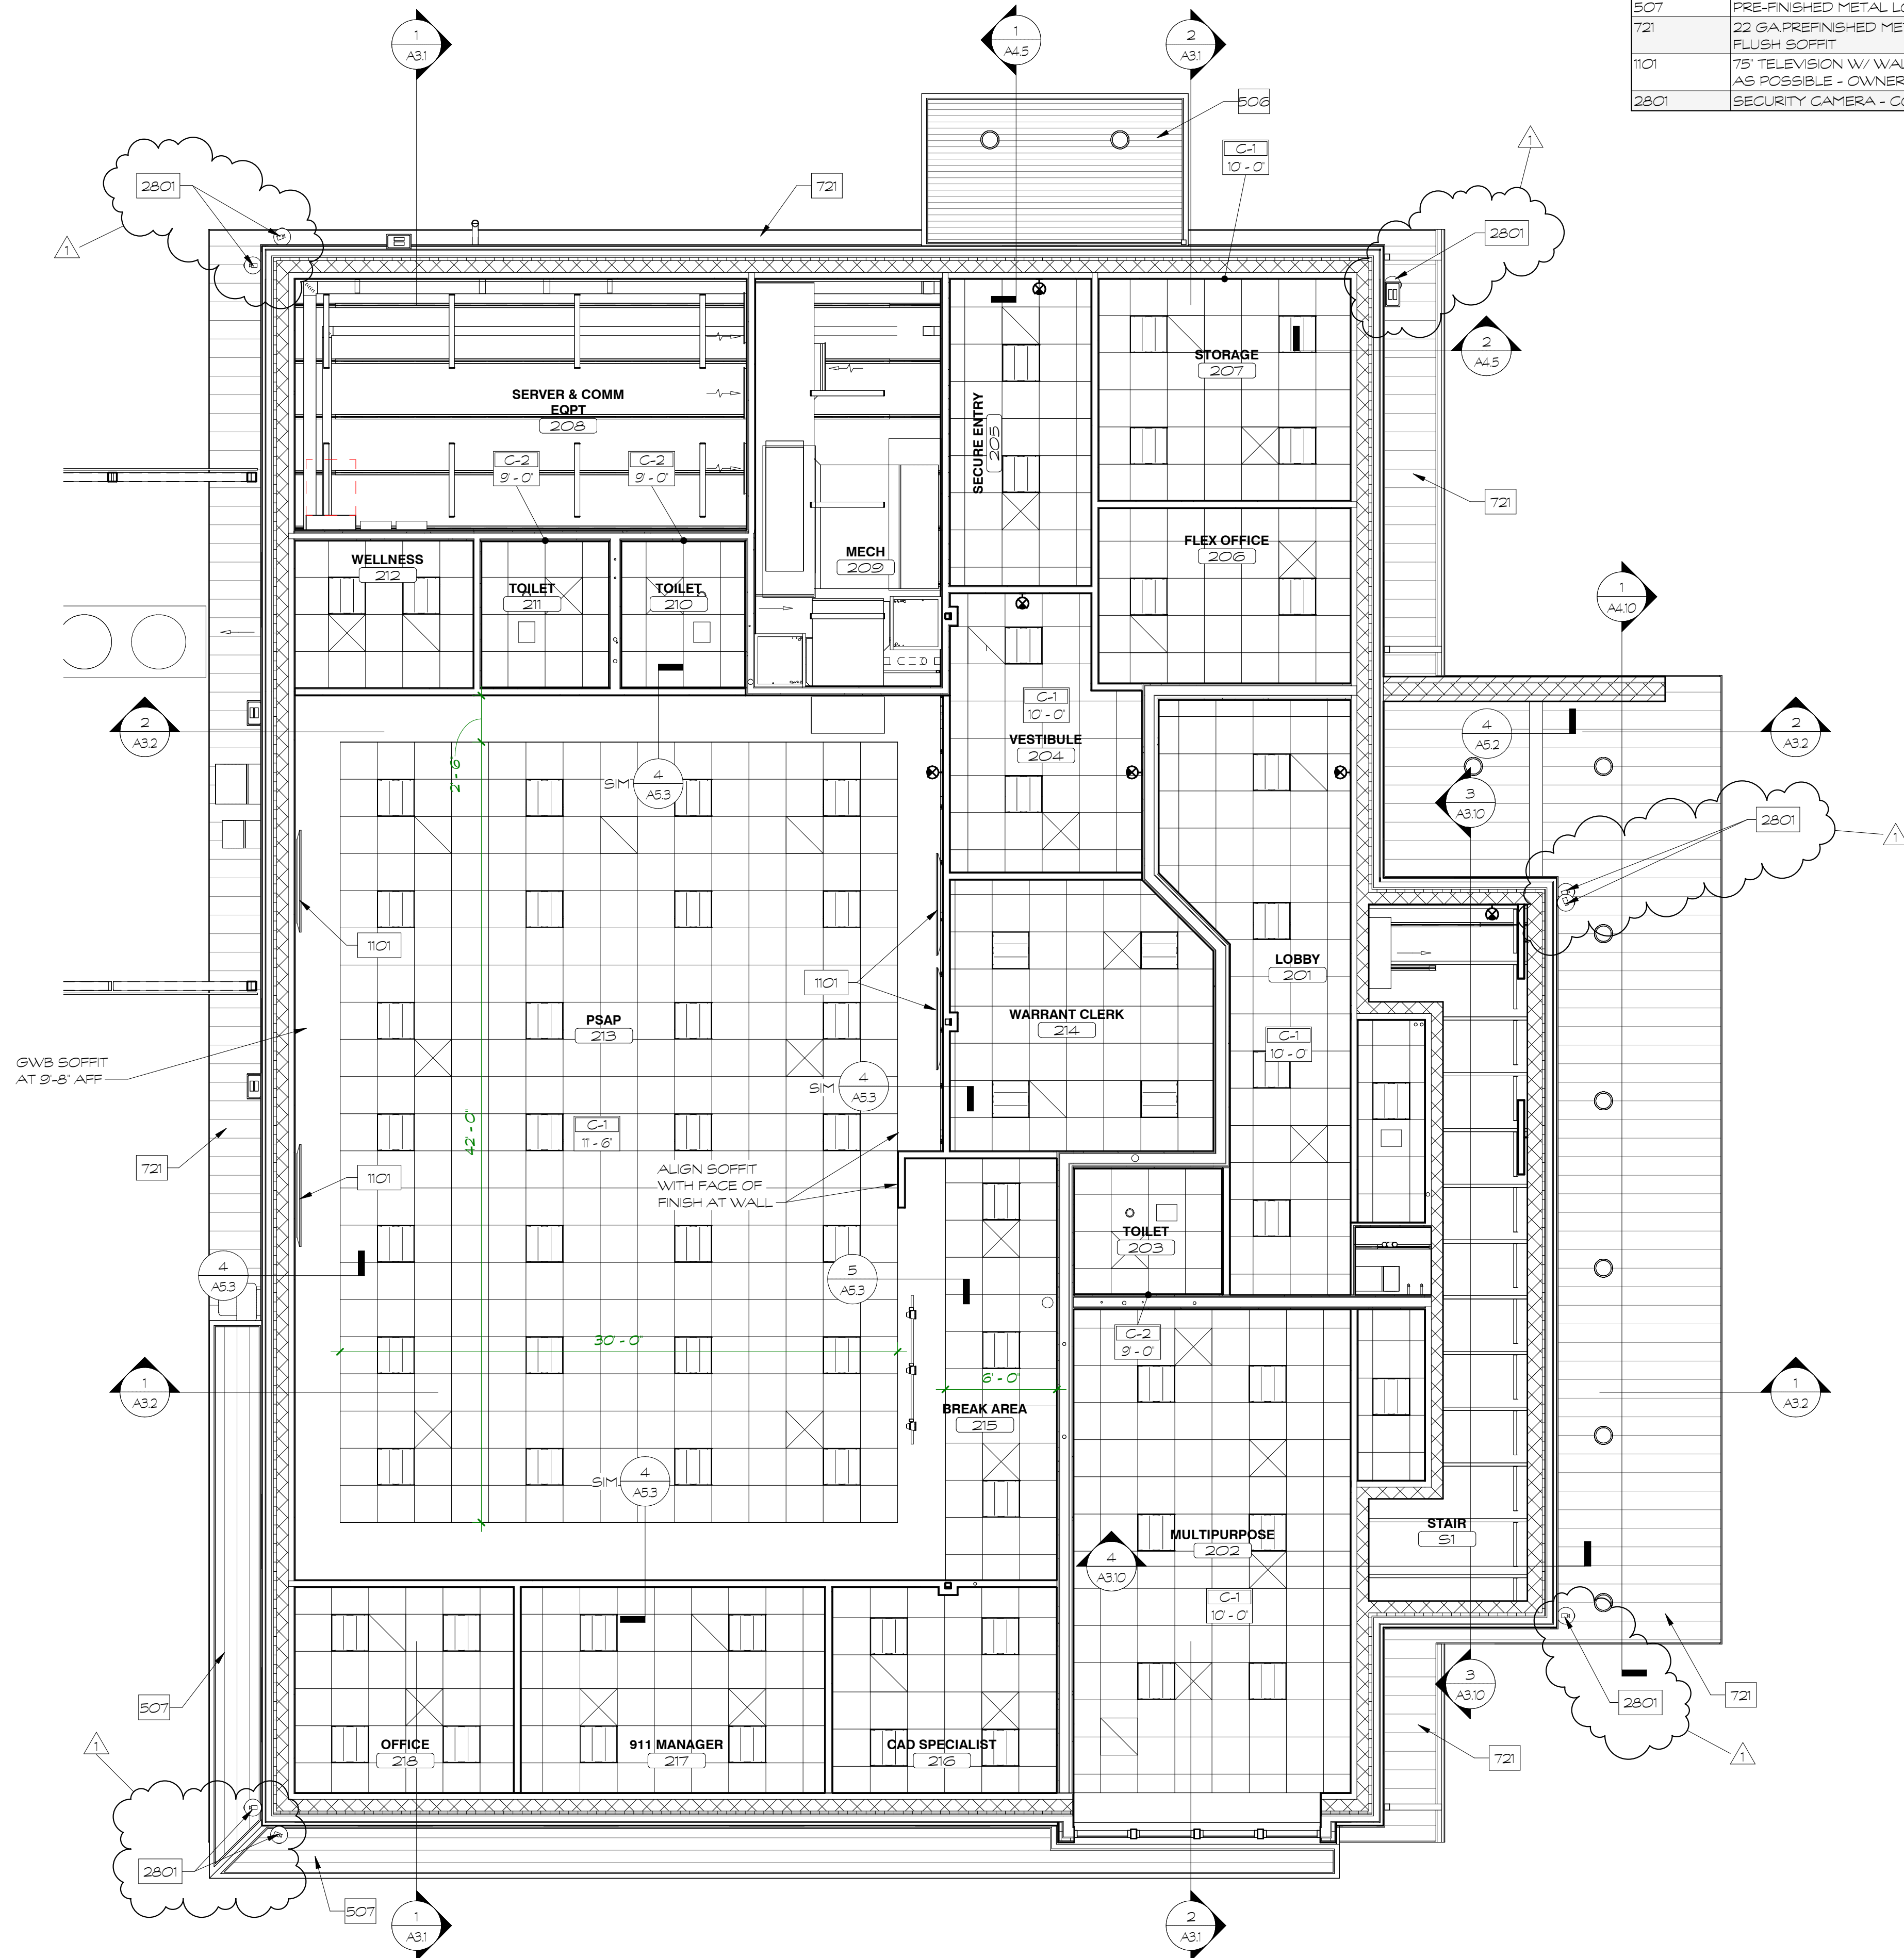 507 PRE-FINISHED METAL
721 22 GA.PREFINISHED
FLUSH SOFFIT
1101 75" TELEVISION W/
AS POSSIBLE - OWNER
2801 SECURITY CAMERA -
1
A3.1
1
A4.5
2
A3.1
506
C-1
10' - 0"
1
2801
721
1
2801
1
2
A4.5
SERVER & COMM
EQPT
208
C-2
9' - 0"
C-2
9' - 0"
SECURE ENTRY
205
STORAGE
207
721
WELLNESS
212
TOILET
211
TOILET
210
MECH
209
FLEX OFFICE
206
1
A4.10
2
A3.2
C-1
10' - 0"
VESTIBULE
204
4
A5.2
2
A3.2
2' - 6"
SIM
4
A5.3
3
A3.10
2801
1
1101
1101
LOBBY
201
PSAP
213
WARRANT CLERK
214
C-1
10' - 0"
GWB SOFFIT
AT 9'-8" AFF
SIM
4
A5.3
42' - 0"
C-1
11' - 6"
721
1101
ALIGN SOFFIT
WITH FACE OF
FINISH AT WALL
TOILET
203
4
A5.3
5
A5.3
30' - 0"
C-2
9' - 0"
1
A3.2
6' - 0"
1
A3.2
BREAK AREA
215
SIM
4
A5.3
MULTIPURPOSE
202
STAIR
S1
4
A3.10
C-1
10' - 0"
507
3
A3.10
2801
721
OFFICE
218
911 MANAGER
217
CAD SPECIALIST
216
721
1
1
2801
507
1
A3.1
2
A3.1